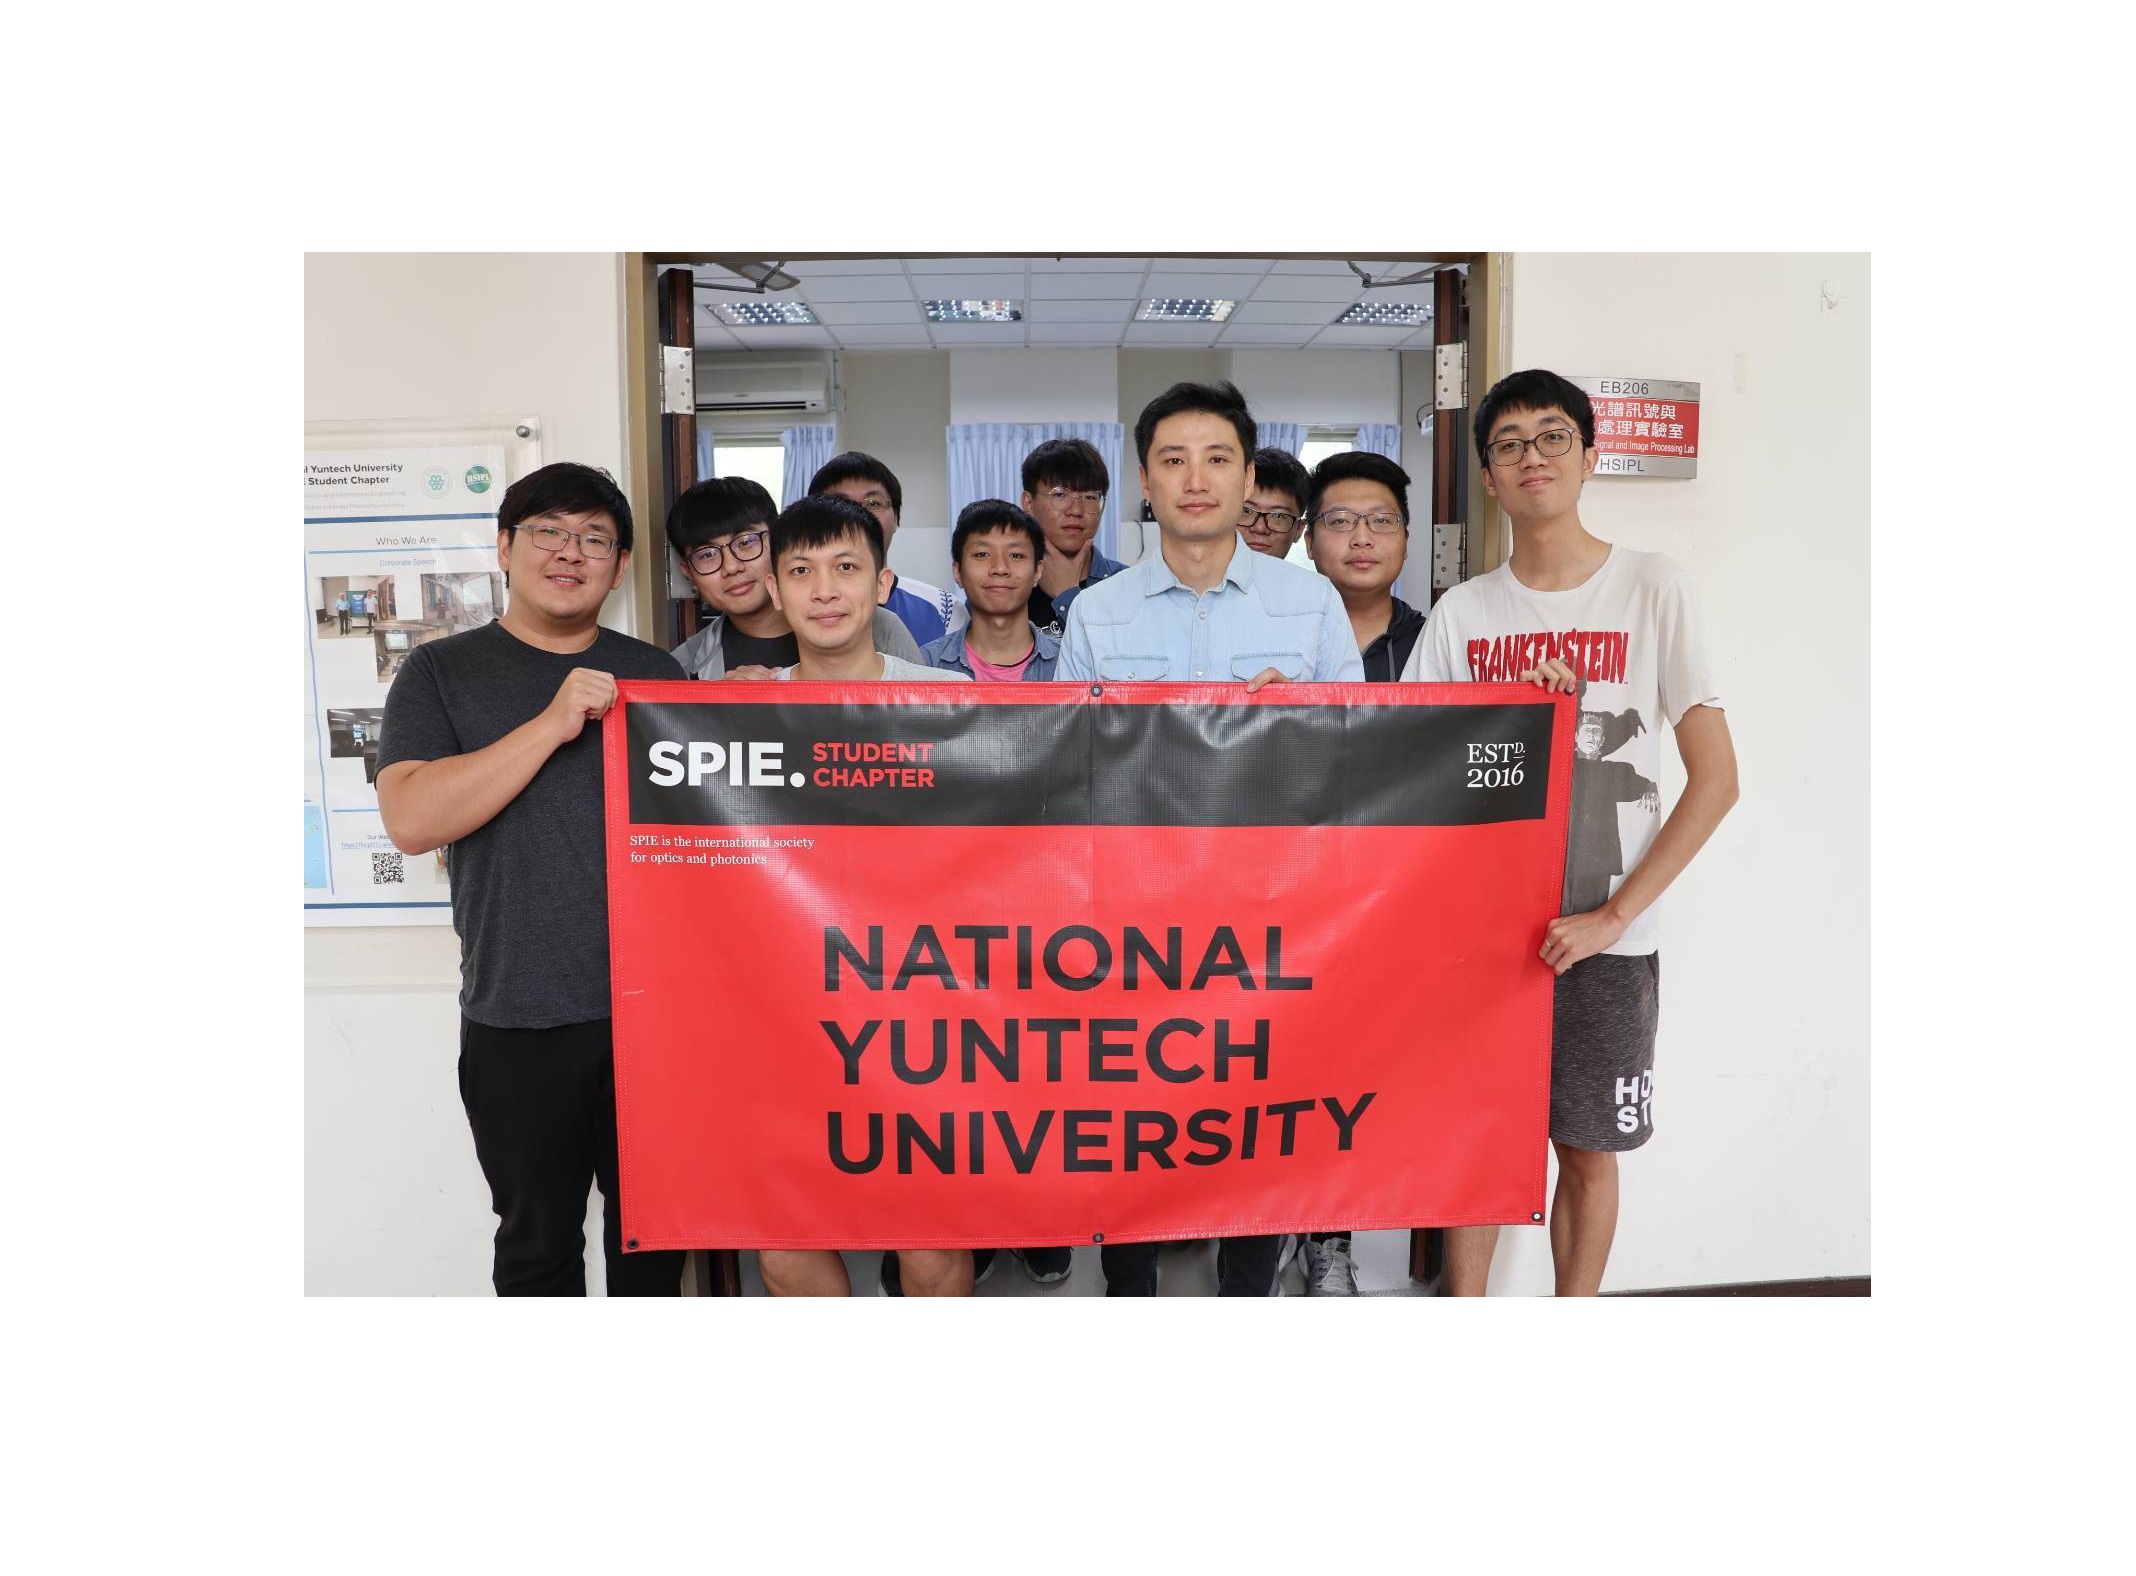 Yuntech University
Student Chapter
HSIPL
Who We Are
Corporate Speech
EB206
光譜訊號與
處理實驗室
Signal and Image Processing Lab
HSIPL
FRANKENSTEIN
SPIE. STUDENT
CHAPTER
ESTD.
2016
SPIE is the international society
for optics and photonics
NATIONAL
YUNTECH
UNIVERSITY